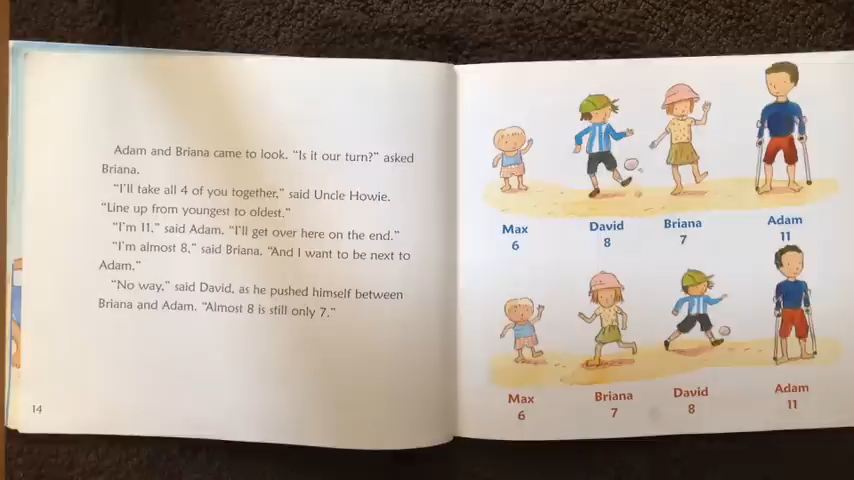 Adam and Briana came to look. "Is it our turn?" asked
Briana.
"I'll take all 4 of you together," said Uncle Howie.
"Line up from youngest to oldest."
"I'm 11," said Adam. "I'll get over here on the end."
"I'm almost 8," said Briana. "And I want to be next to
Adam."
"No way," said David, as he pushed himself between
Briana and Adam. "Almost 8 is still only 7."
14
Max David Briana Adam
6 8 7 11
Max Briana David Adam
6 7 8 11